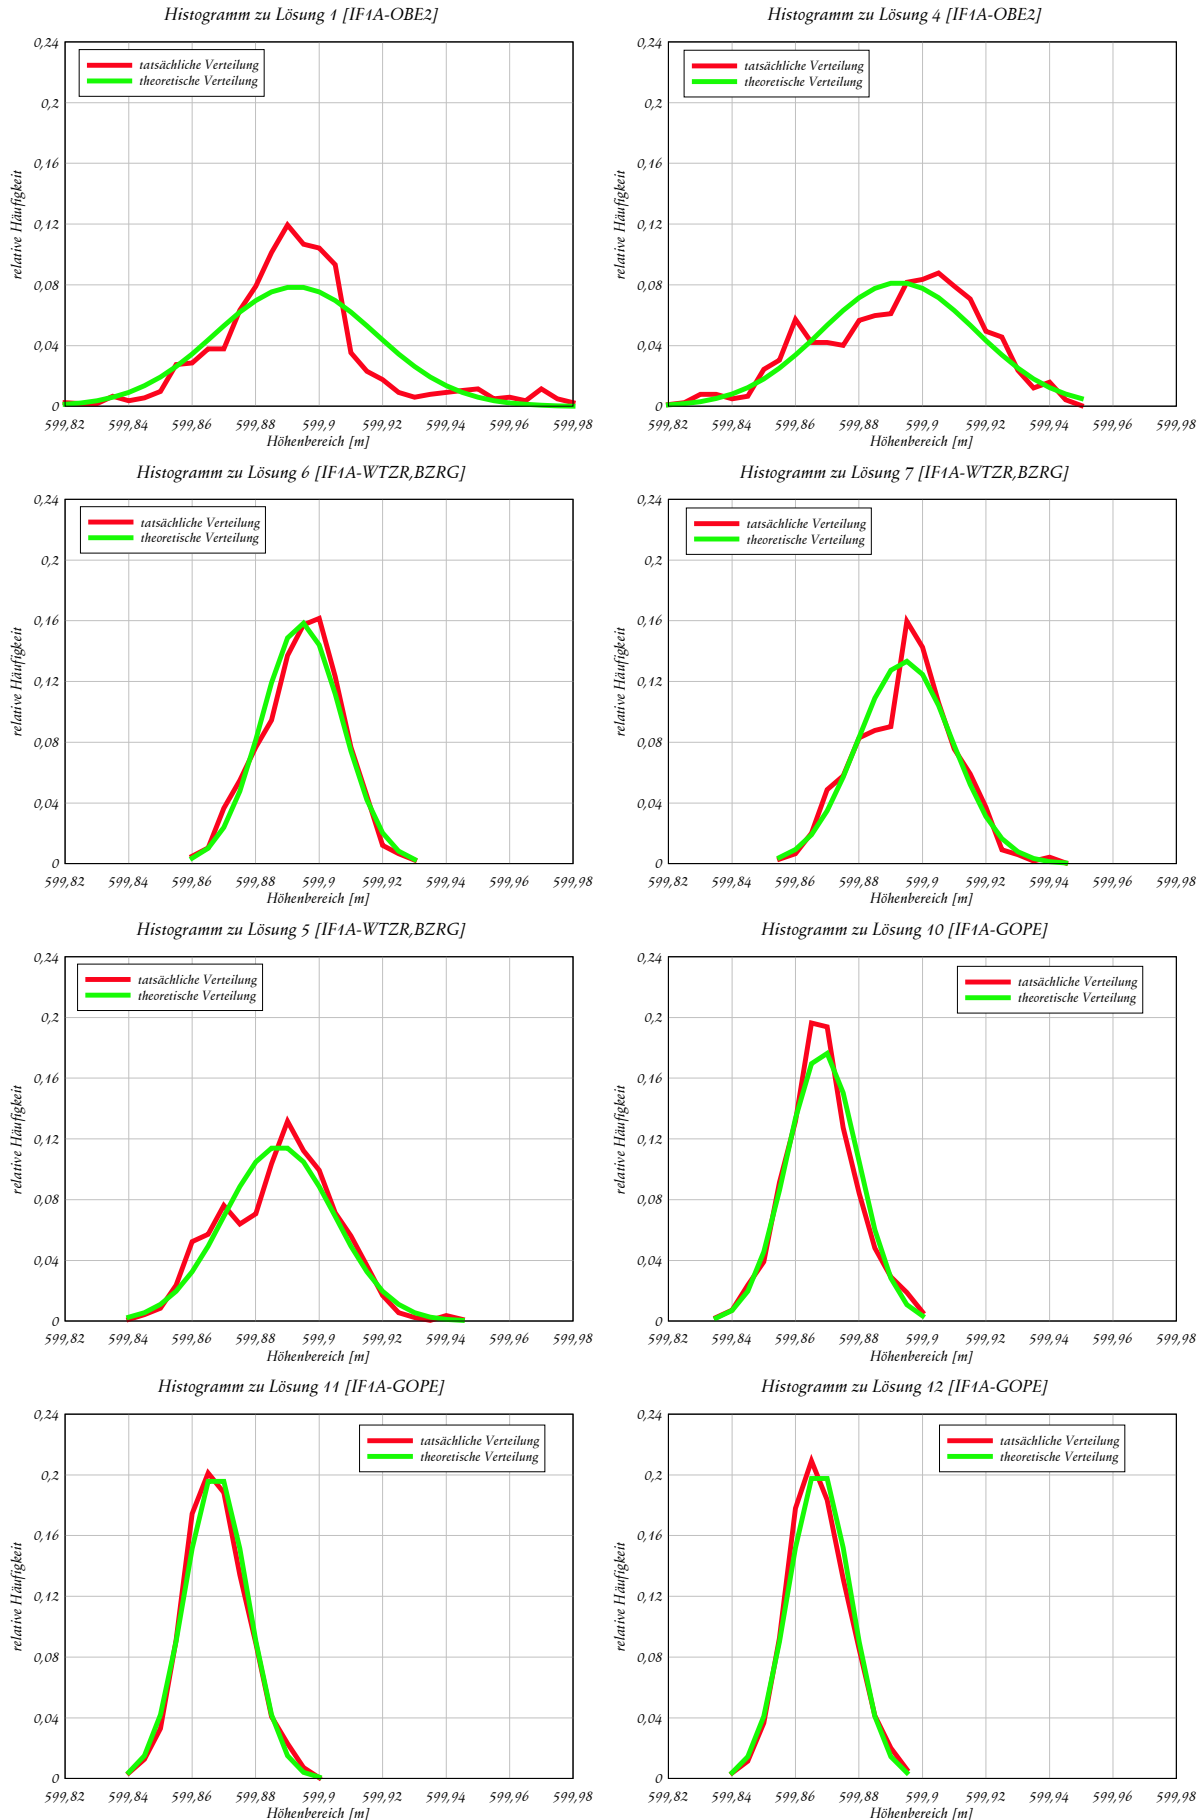 Histogramm zu Lösung 1 [IF1A-OBE2]
0,24
tatsächliche Verteilung
theoretische Verteilung
0,2
0,16
0,12
0,08
0,04
0
relative Häufigkeit
599,82 599,84 599,86 599,88 599,9 599,92 599,94 599,96 599,98
Höhenbereich [m]
Histogramm zu Lösung 4 [IF1A-OBE2]
0,24
tatsächliche Verteilung
theoretische Verteilung
0,2
0,16
0,12
0,08
0,04
0
relative Häufigkeit
599,82 599,84 599,86 599,88 599,9 599,92 599,94 599,96 599,98
Höhenbereich [m]
Histogramm zu Lösung 6 [IF1A-WTZR,BZRG]
0,24
tatsächliche Verteilung
theoretische Verteilung
0,2
0,16
0,12
0,08
0,04
0
relative Häufigkeit
599,82 599,84 599,86 599,88 599,9 599,92 599,94 599,96 599,98
Höhenbereich [m]
Histogramm zu Lösung 7 [IF1A-WTZR,BZRG]
0,24
tatsächliche Verteilung
theoretische Verteilung
0,2
0,16
0,12
0,08
0,04
0
relative Häufigkeit
599,82 599,84 599,86 599,88 599,9 599,92 599,94 599,96 599,98
Höhenbereich [m]
Histogramm zu Lösung 5 [IF1A-WTZR,BZRG]
0,24
tatsächliche Verteilung
theoretische Verteilung
0,2
0,16
0,12
0,08
0,04
0
relative Häufigkeit
599,82 599,84 599,86 599,88 599,9 599,92 599,94 599,96 599,98
Höhenbereich [m]
Histogramm zu Lösung 10 [IF1A-GOPE]
0,24
tatsächliche Verteilung
theoretische Verteilung
0,2
0,16
0,12
0,08
0,04
0
relative Häufigkeit
599,82 599,84 599,86 599,88 599,9 599,92 599,94 599,96 599,98
Höhenbereich [m]
Histogramm zu Lösung 11 [IF1A-GOPE]
0,24
tatsächliche Verteilung
theoretische Verteilung
0,2
0,16
0,12
0,08
0,04
0
relative Häufigkeit
599,82 599,84 599,86 599,88 599,9 599,92 599,94 599,96 599,98
Höhenbereich [m]
Histogramm zu Lösung 12 [IF1A-GOPE]
0,24
tatsächliche Verteilung
theoretische Verteilung
0,2
0,16
0,12
0,08
0,04
0
relative Häufigkeit
599,82 599,84 599,86 599,88 599,9 599,92 599,94 599,96 599,98
Höhenbereich [m]